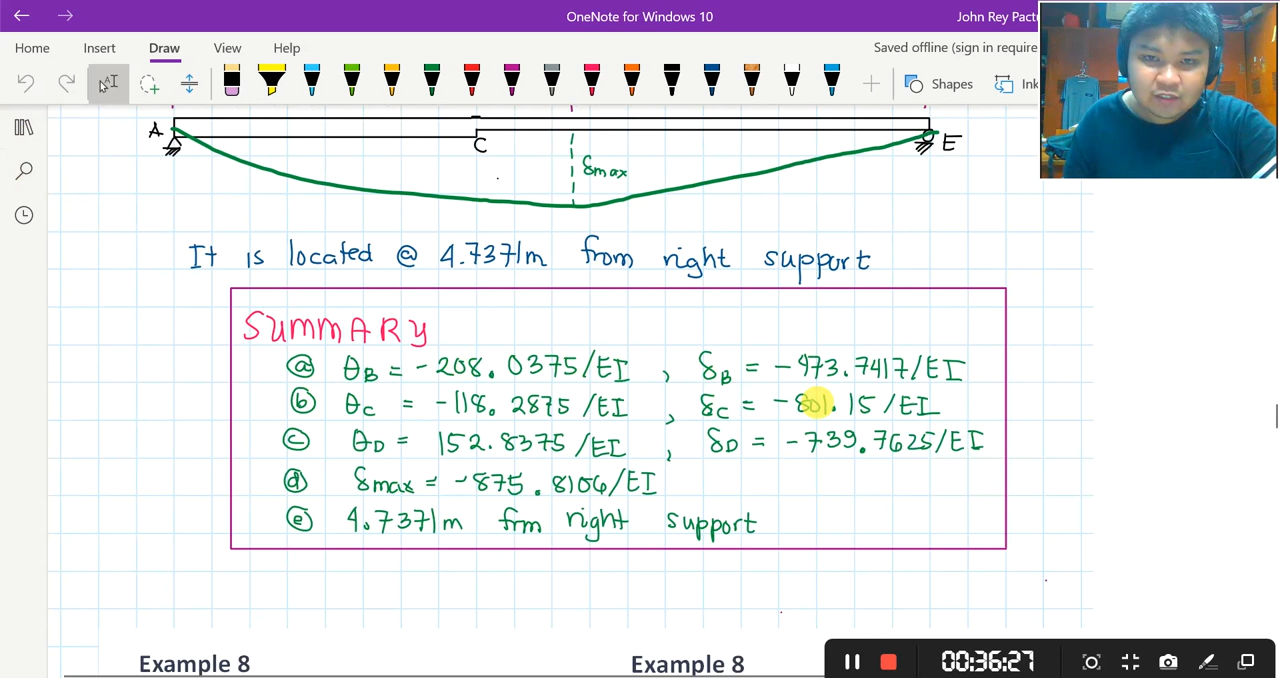 OneNote for Windows 10
John Rey Pactu
Home Insert Draw View Help
Saved offline (sign in require
Shapes Ink
A C E
δmax
It is located @ 4.7371m from right support
SUMMARY
ⓐ θB = -208.0375/EI , δB = -473.7417/EI
ⓑ θC = -118.2875/EI , δC = -801.15/EI
ⓒ θD = 152.8375/EI , δD = -739.7625/EI
ⓓ δmax = -875.8106/EI
ⓔ 4.7371m frm right support
Example 8 Example 8
00:36:27